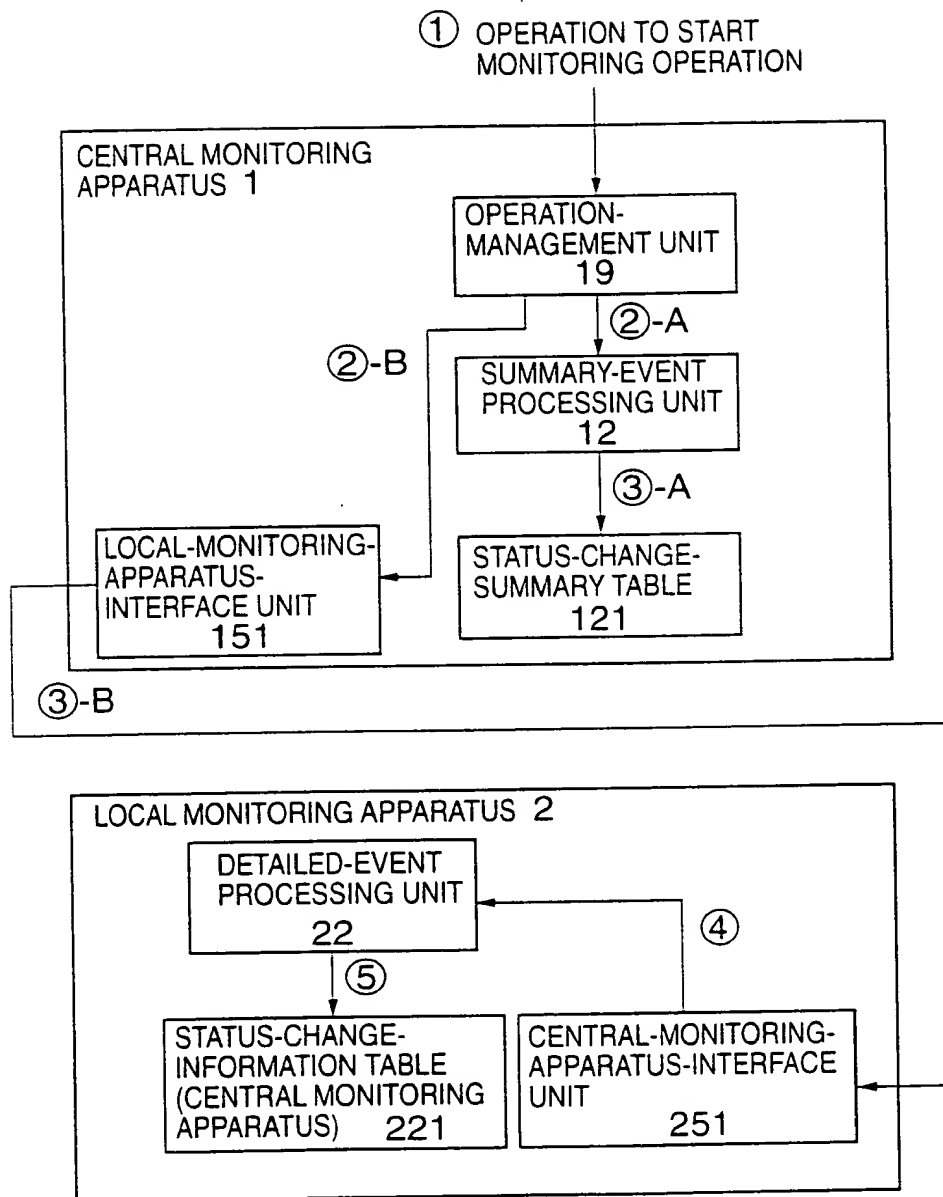 ① OPERATION TO START
MONITORING OPERATION
CENTRAL MONITORING
APPARATUS 1
OPERATION-
MANAGEMENT UNIT
19
②-A
②-B
SUMMARY-EVENT
PROCESSING UNIT
12
③-A
LOCAL-MONITORING-
APPARATUS-
INTERFACE UNIT
151
STATUS-CHANGE-
SUMMARY TABLE
121
③-B
LOCAL MONITORING APPARATUS 2
DETAILED-EVENT
PROCESSING UNIT
22
④
⑤
STATUS-CHANGE-
INFORMATION TABLE
(CENTRAL MONITORING
APPARATUS) 221
CENTRAL-MONITORING-
APPARATUS-INTERFACE
UNIT
251